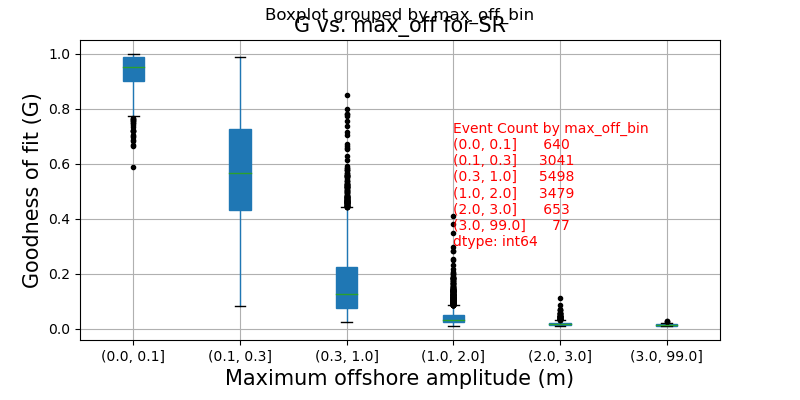 Boxplot grouped by max_off_bin
G vs. max_off for SR
Goodness of fit (G)
1.0
0.8
0.6
0.4
0.2
0.0
Event Count by max_off_bin
(0.0, 0.1] 640
(0.1, 0.3] 3041
(0.3, 1.0] 5498
(1.0, 2.0] 3479
(2.0, 3.0] 653
(3.0, 99.0] 77
dtype: int64
(0.0, 0.1] (0.1, 0.3] (0.3, 1.0] (1.0, 2.0] (2.0, 3.0] (3.0, 99.0]
Maximum offshore amplitude (m)